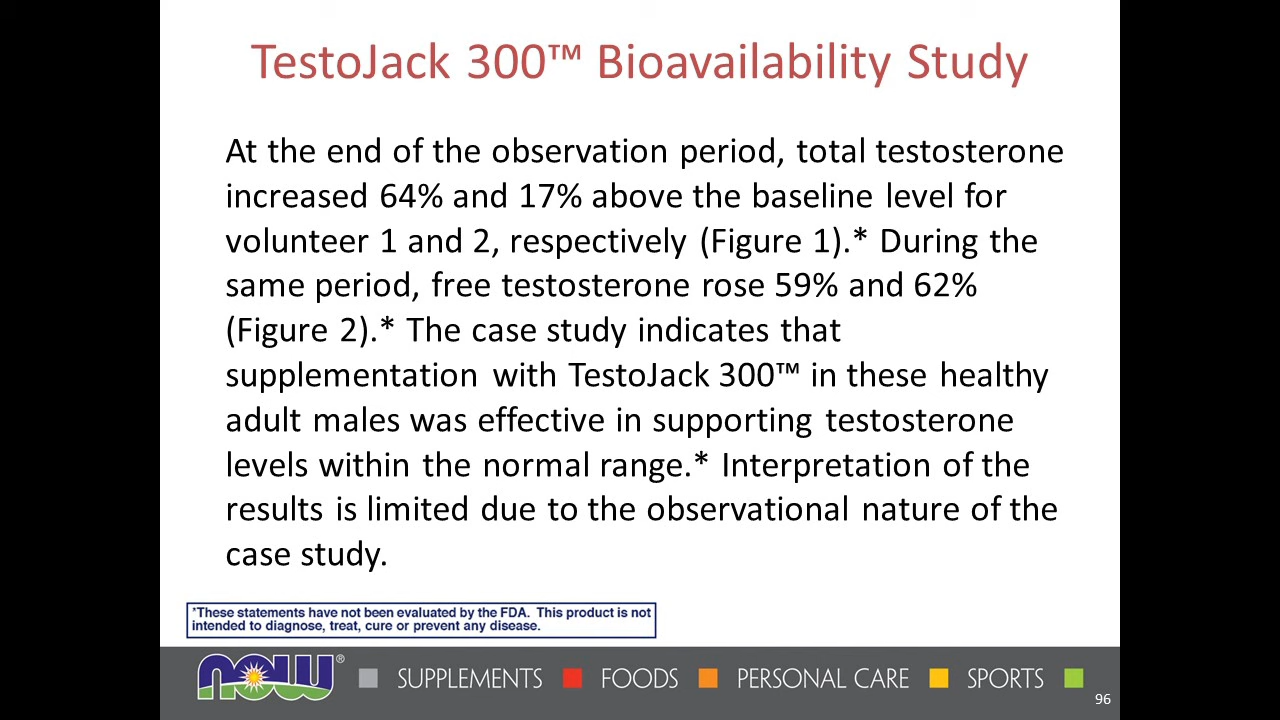 TestoJack 300™ Bioavailability Study
At the end of the observation period, total testosterone
increased 64% and 17% above the baseline level for
volunteer 1 and 2, respectively (Figure 1).* During the
same period, free testosterone rose 59% and 62%
(Figure 2).* The case study indicates that
supplementation with TestoJack 300™ in these healthy
adult males was effective in supporting testosterone
levels within the normal range.* Interpretation of the
results is limited due to the observational nature of the
case study.
*These statements have not been evaluated by the FDA. This product is not
intended to diagnose, treat, cure or prevent any disease.
now® SUPPLEMENTS FOODS PERSONAL CARE SPORTS
96